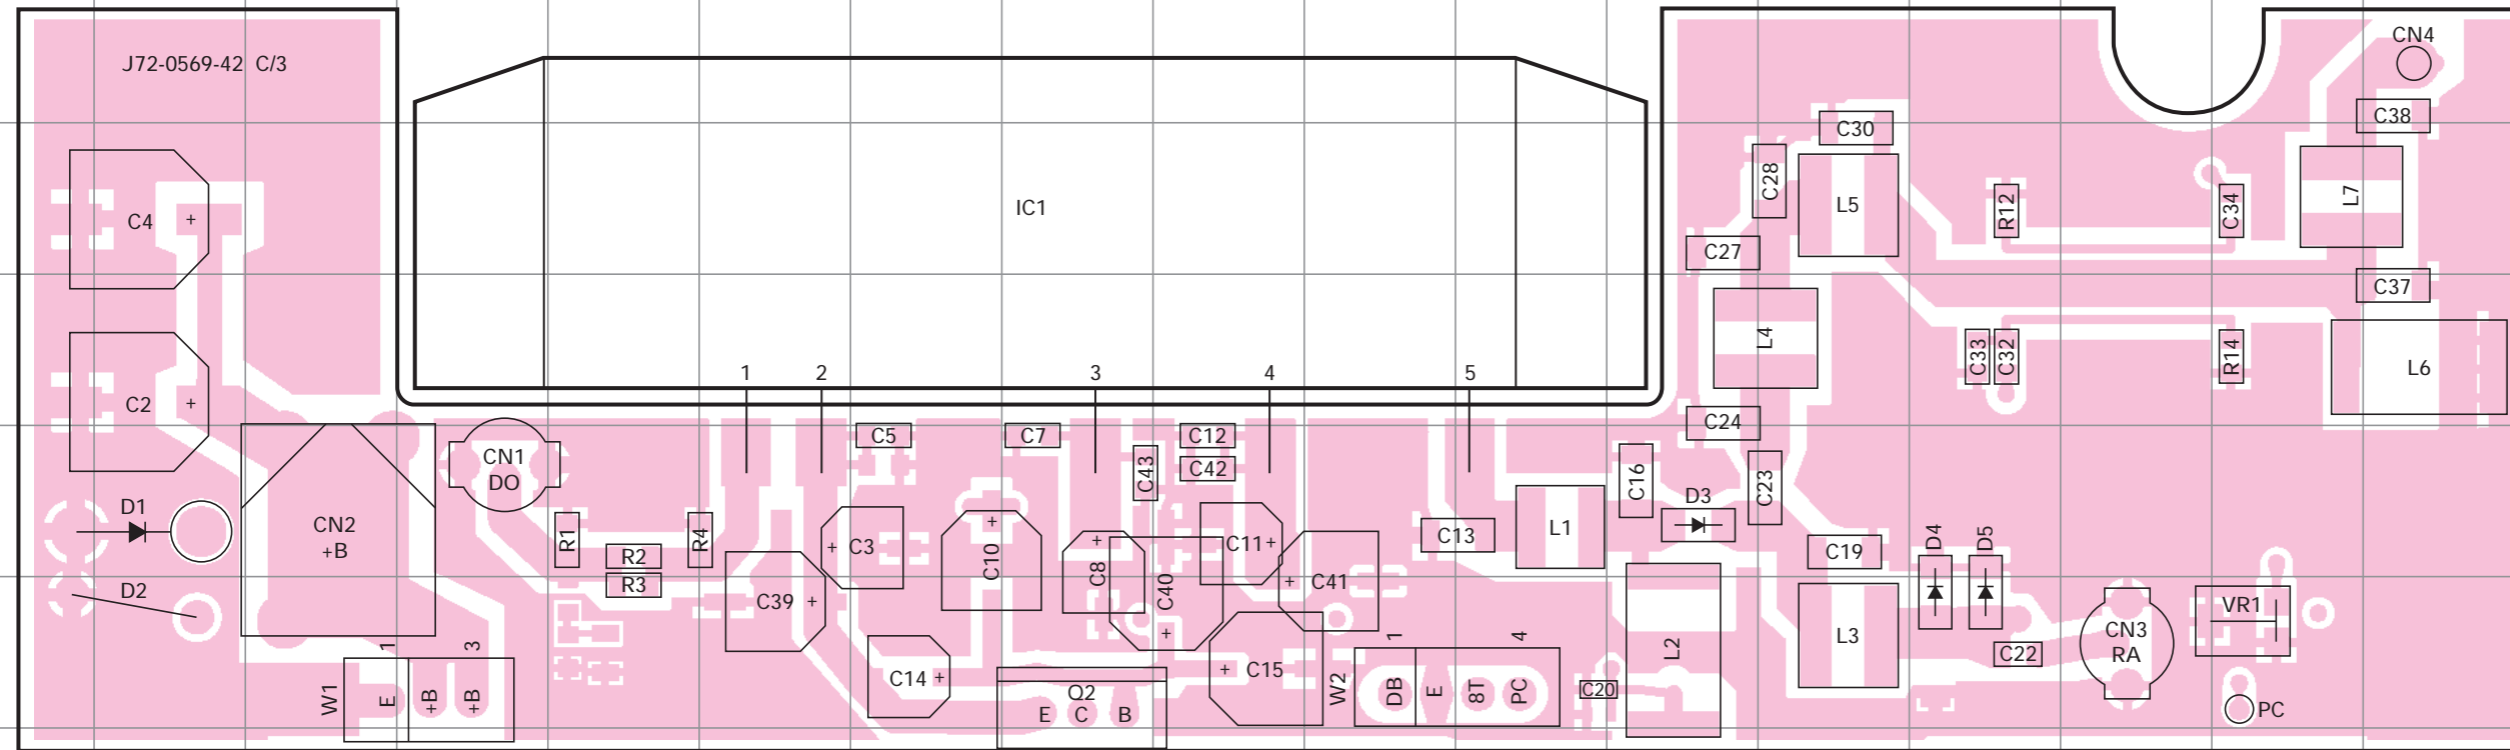 J72-0569-42 C/3
CN4
C38
C30
C28
L5
L7
C4 +
IC1
R12
C34
C27
C37
L4
1 2 3 4 5
C33
C32
R14
L6
C2 +
C24
C5
C7
C12
C43
C42
CN1
DO
C16
C23
D3
D1
CN2
+B
R1
R4
R2
R3
+ C3
C10 +
C8 +
C11 +
C13
L1
C19
D4
D5
D2
C39 +
C40 +
+ C41
VR1
1 3
C14 +
+ C15
1 4
L2
L3
C22
CN3
RA
W1
E
+B
+B
Q2
E C B
W2
DB
E
8T
PC
C20
PC